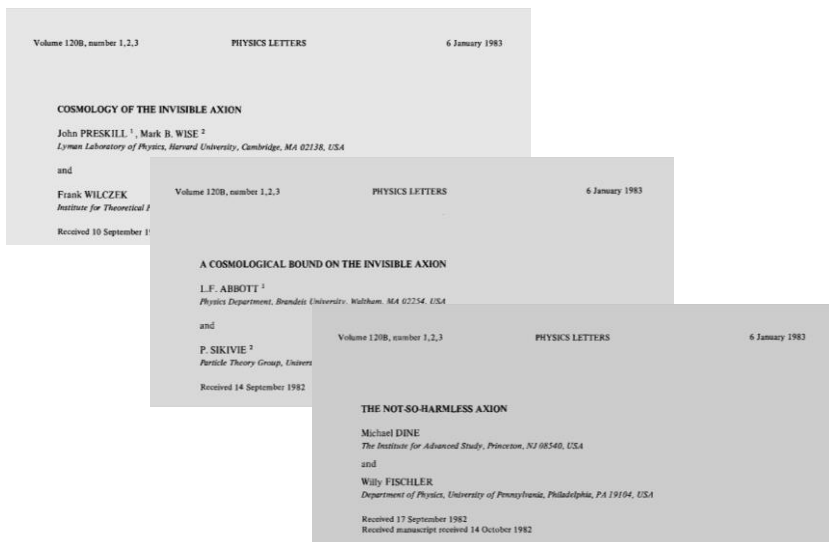 Volume 120B, number 1,2,3 PHYSICS LETTERS 6 January 1983
COSMOLOGY OF THE INVISIBLE AXION
John PRESKILL ¹, Mark B. WISE ²
Lyman Laboratory of Physics, Harvard University, Cambridge, MA 02138, USA
and
Frank WILCZEK
Institute for Theoretical
Received 10 September
Volume 120B, number 1,2,3 PHYSICS LETTERS 6 January 1983
A COSMOLOGICAL BOUND ON THE INVISIBLE AXION
L.F. ABBOTT ¹
Physics Department, Brandeis University, Waltham, MA 02254, USA
and
P. SIKIVIE ²
Particle Theory Group, Univers
Received 14 September 1982
Volume 120B, number 1,2,3 PHYSICS LETTERS 6 January 1983
THE NOT-SO-HARMLESS AXION
Michael DINE
The Institute for Advanced Study, Princeton, NJ 08540, USA
and
Willy FISCHLER
Department of Physics, University of Pennsylvania, Philadelphia, PA 19104, USA
Received 17 September 1982
Received manuscript received 14 October 1982